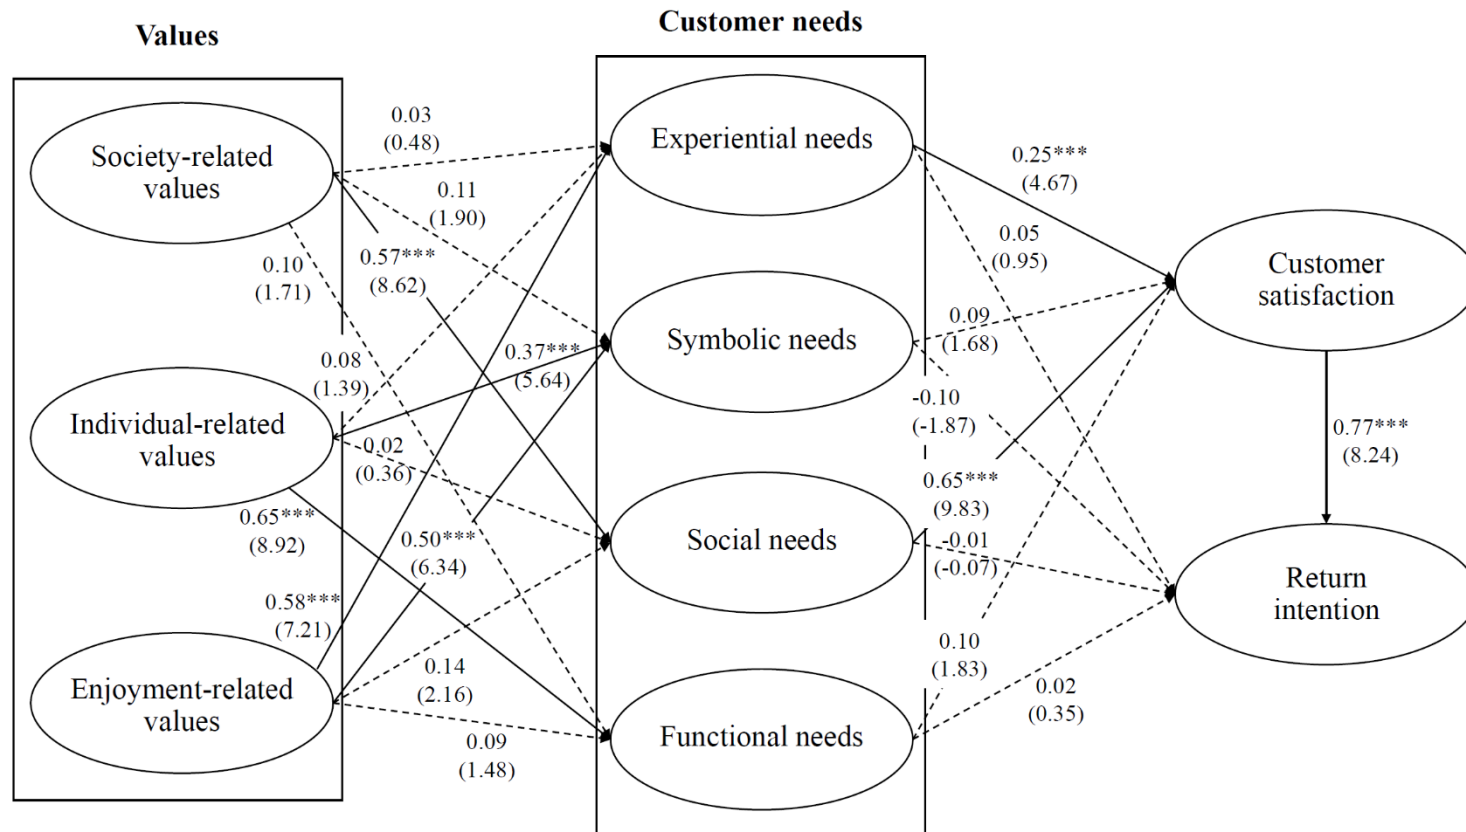 Values
Customer needs
Society-related
values
Individual-related
values
Enjoyment-related
values
0.03
(0.48)
0.11
(1.90)
0.57***
(8.62)
0.10
(1.71)
0.08
(1.39)
0.37***
(5.64)
0.02
(0.36)
0.65***
(8.92)
0.50***
(6.34)
0.58***
(7.21)
0.14
(2.16)
0.09
(1.48)
Experiential needs
Symbolic needs
Social needs
Functional needs
0.25***
(4.67)
0.05
(0.95)
0.09
(1.68)
-0.10
(-1.87)
0.65***
(9.83)
-0.01
(-0.07)
0.10
(1.83)
0.02
(0.35)
Customer
satisfaction
0.77***
(8.24)
Return
intention